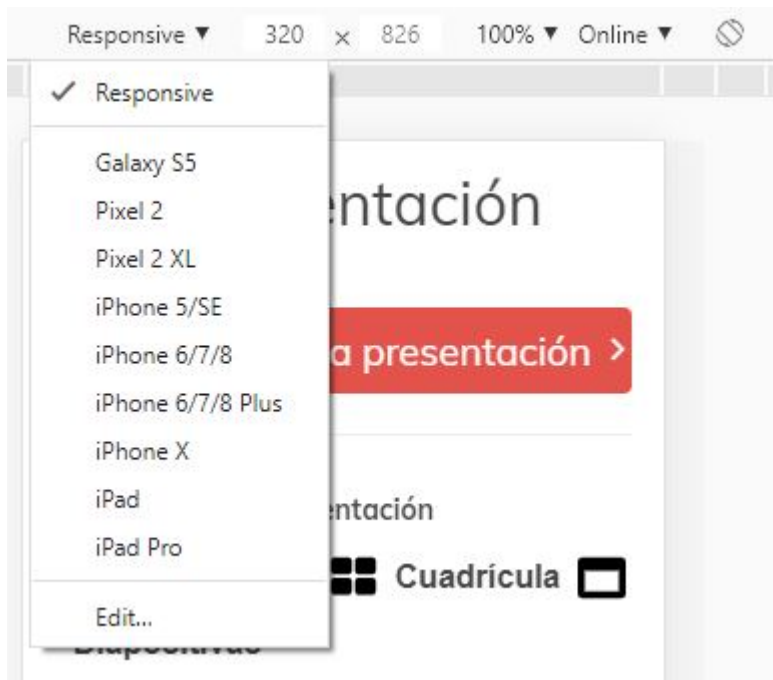 Responsive ▼ 320 × 826 100% ▼ Online ▼
✓ Responsive
Galaxy S5
Pixel 2
Pixel 2 XL
iPhone 5/SE
iPhone 6/7/8
iPhone 6/7/8 Plus
iPhone X
iPad
iPad Pro
Edit...
entación
a presentación >
entación
Cuadrícula